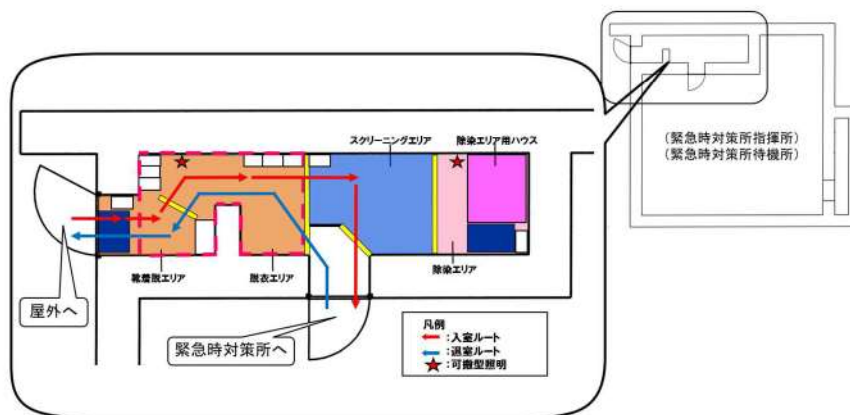 (緊急時対策所指揮所)
(緊急時対策所待機所)
スクリーニングエリア
除染エリア用ハウス
靴着脱エリア
脱衣エリア
除染エリア
屋外へ
緊急時対策所へ
凡例
:入室ルート
:退室ルート
:可搬型照明